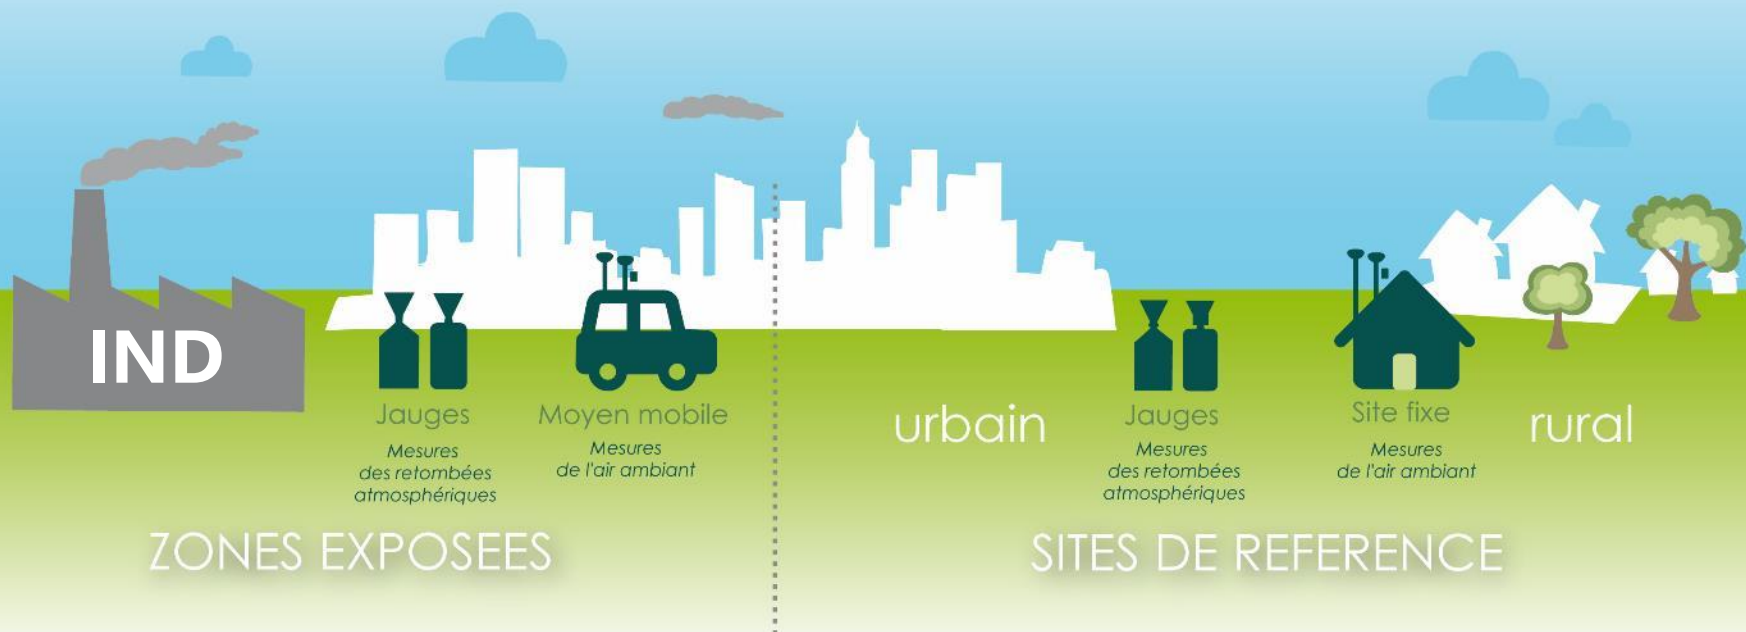 IND
Jauges
Mesures
des retombées
atmosphériques
Moyen mobile
Mesures
de l'air ambiant
ZONES EXPOSEES
urbain
Jauges
Mesures
des retombées
atmosphériques
Site fixe
Mesures
de l'air ambiant
rural
SITES DE REFERENCE